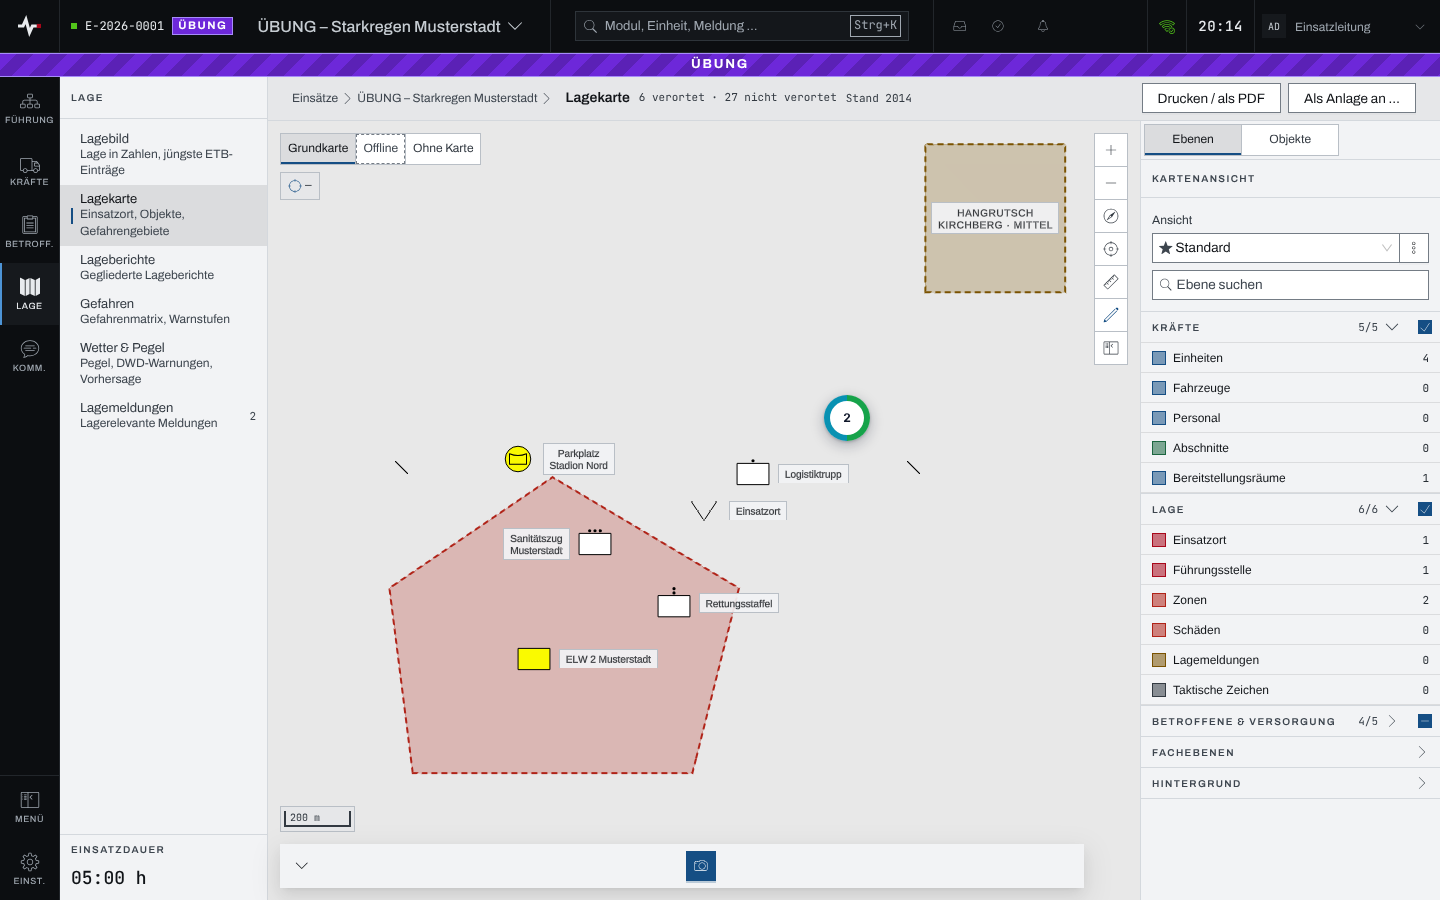 E-2026-0001 ÜBUNG ÜBUNG – Starkregen Musterstadt
Modul, Einheit, Meldung ... Strg+K
20:14 AD Einsatzleitung
ÜBUNG
FÜHRUNG
KRÄFTE
BETROFF.
LAGE
KOMM.
MENÜ
EINST.
LAGE
Lagebild
Lage in Zahlen, jüngste ETB-
Einträge
Lagekarte
Einsatzort, Objekte,
Gefahrengebiete
Lageberichte
Gegliederte Lageberichte
Gefahren
Gefahrenmatrix, Warnstufen
Wetter & Pegel
Pegel, DWD-Warnungen,
Vorhersage
Lagemeldungen
Lagerelevante Meldungen 2
EINSATZDAUER
05:00 h
Einsätze ÜBUNG – Starkregen Musterstadt Lagekarte 6 verortet · 27 nicht verortet Stand 2014
Drucken / als PDF Als Anlage an ...
Grundkarte Offline Ohne Karte
–
HANGRUTSCH
KIRCHBERG · MITTEL
2
Parkplatz
Stadion Nord
Logistiktrupp
Einsatzort
Sanitätszug
Musterstadt
Rettungsstaffel
ELW 2 Musterstadt
200 m
Ebenen Objekte
KARTENANSICHT
Ansicht
Standard
Ebene suchen
KRÄFTE 5/5
Einheiten 4
Fahrzeuge 0
Personal 0
Abschnitte 0
Bereitstellungsräume 1
LAGE 6/6
Einsatzort 1
Führungsstelle 1
Zonen 2
Schäden 0
Lagemeldungen 0
Taktische Zeichen 0
BETROFFENE & VERSORGUNG 4/5
FACHEBENEN
HINTERGRUND